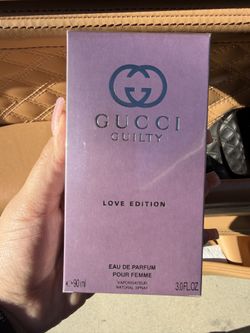 GUCCI
GUILTY
LOVE EDITION
EAU DE PARFUM
POUR FEMME
VAPORISATEUR
NATURAL SPRAY
90 ml
3.0 FL.OZ